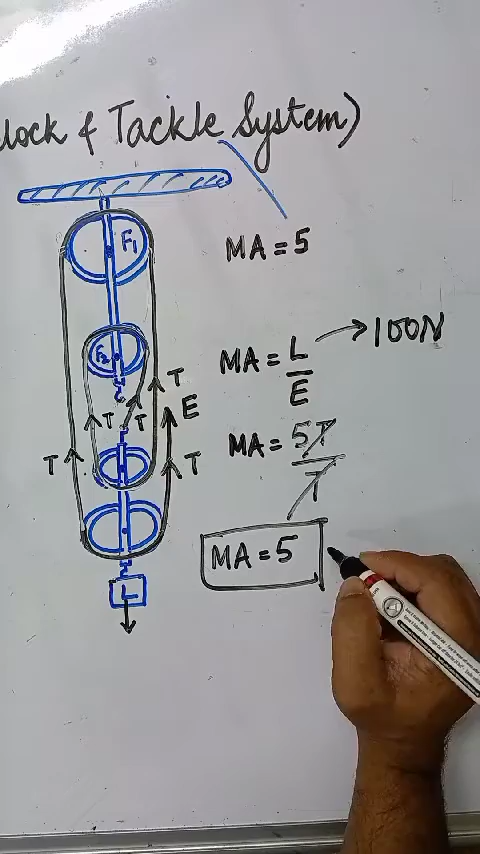 lock & Tackle System)
F1
MA = 5
F2
MA = L/E → 100N
T
T T T E
MA = 5T/T
T T
MA = 5
L